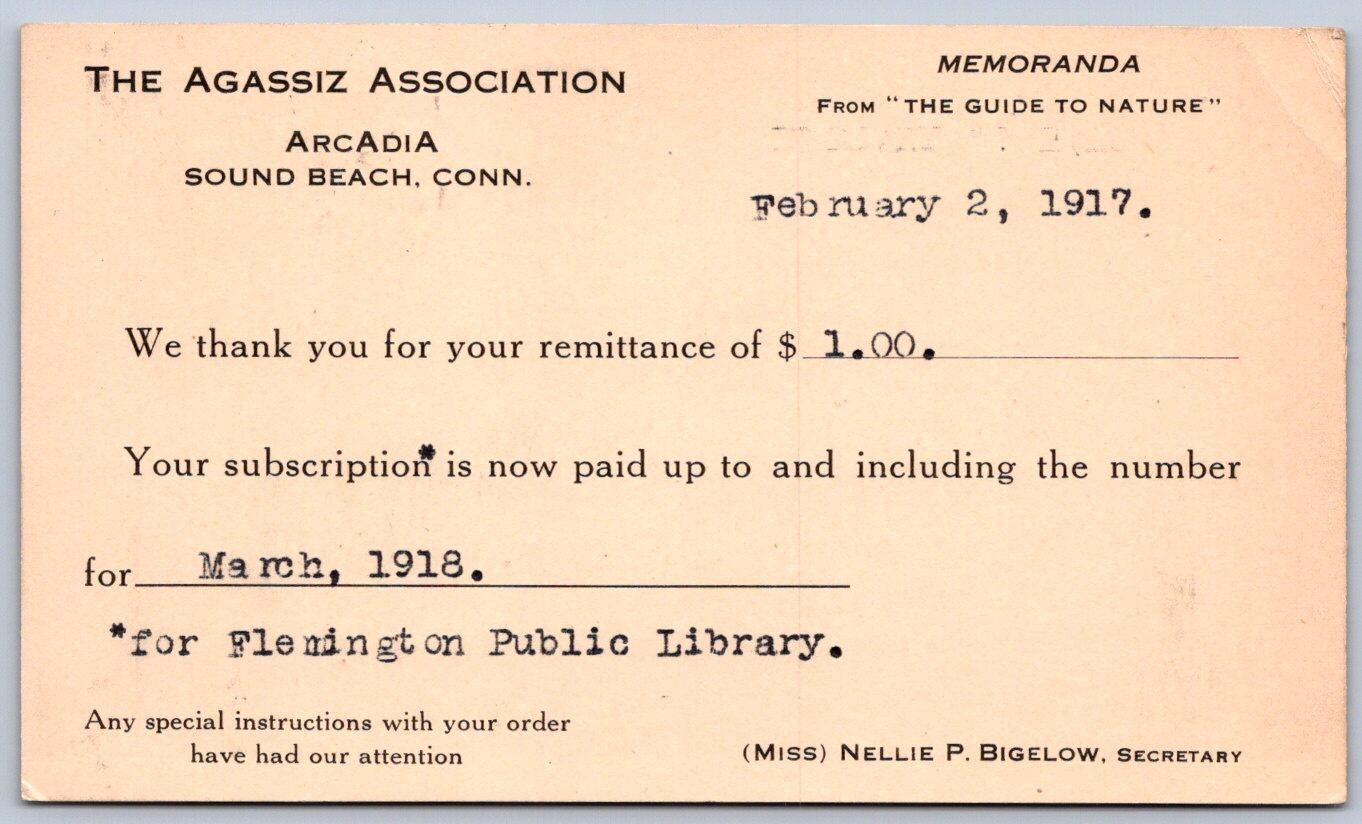 THE AGASSIZ ASSOCIATION
ARCADIA
SOUND BEACH, CONN.
MEMORANDA
FROM "THE GUIDE TO NATURE"
February 2, 1917.
We thank you for your remittance of $ 1.00.
Your subscription* is now paid up to and including the number
for March, 1918.
*for Flemington Public Library.
Any special instructions with your order
have had our attention
(MISS) NELLIE P. BIGELOW, SECRETARY